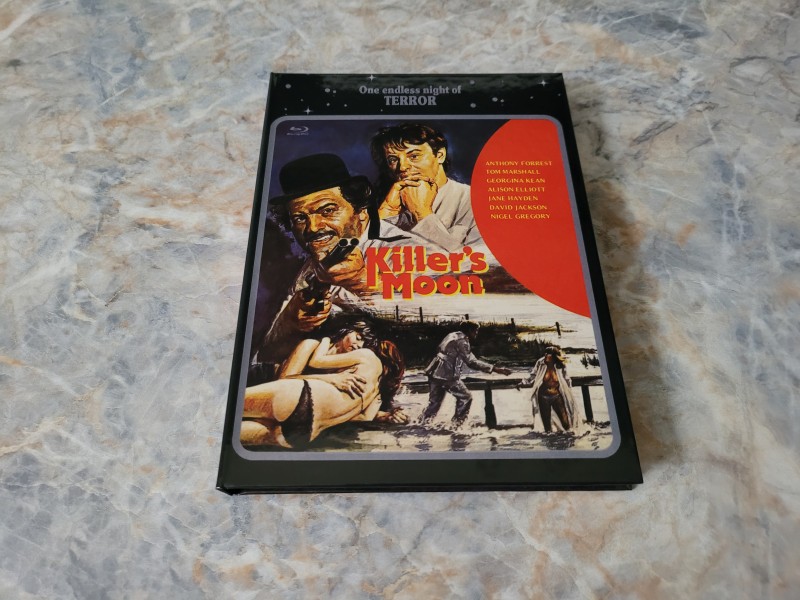 One endless night of
TERROR
ANTHONY FORREST
TOM MARSHALL
GEORGINA KEAN
ALISON ELLIOTT
JANE HAYDEN
DAVID JACKSON
NIGEL GREGORY
Killer's
Moon